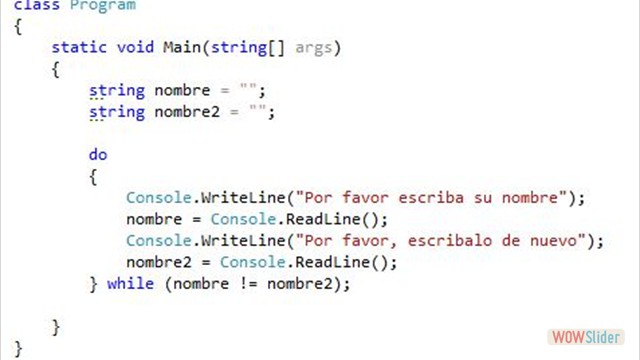 class Program
{
static void Main(string[] args)
{
string nombre = "";
string nombre2 = "";
do
{
Console.WriteLine("Por favor escriba su nombre");
nombre = Console.ReadLine();
Console.WriteLine("Por favor, escribalo de nuevo");
nombre2 = Console.ReadLine();
} while (nombre != nombre2);
}
}
WOWSlider